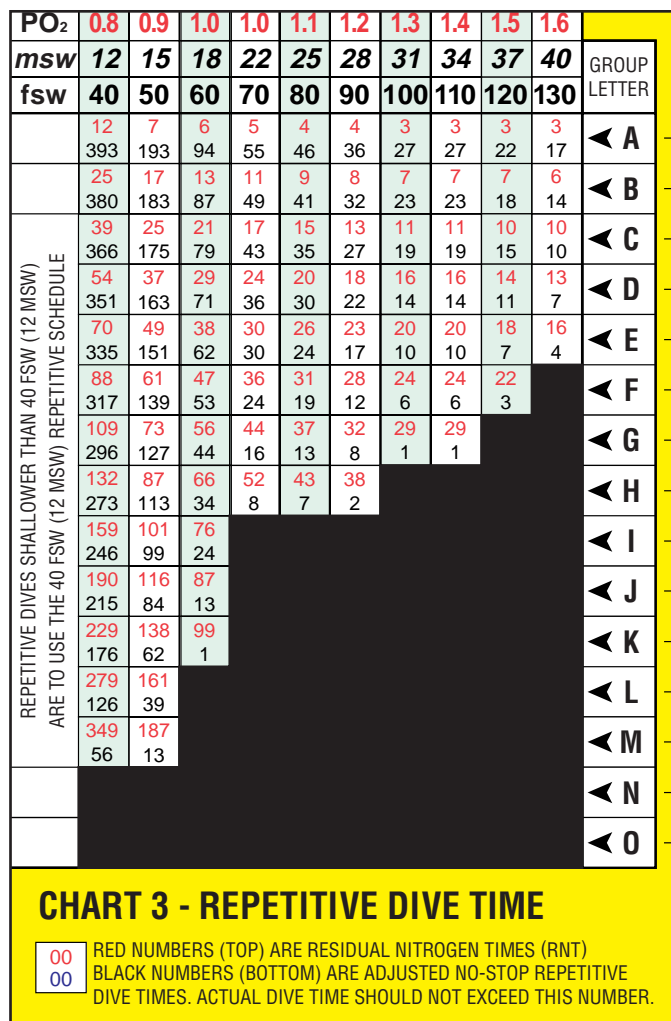 PO₂ 0.8 0.9 1.0 1.0 1.1 1.2 1.3 1.4 1.5 1.6
msw 12 15 18 22 25 28 31 34 37 40 GROUP LETTER
fsw 40 50 60 70 80 90 100 110 120 130
12 7 6 5 4 4 3 3 3 3
393 193 94 55 46 36 27 27 22 17
◄ A
25 17 13 11 9 8 7 7 7 6
380 183 87 49 41 32 23 23 18 14
◄ B
REPETITIVE DIVES SHALLOWER THAN 40 FSW (12 MSW)
ARE TO USE THE 40 FSW (12 MSW) REPETITIVE SCHEDULE
39 25 21 17 15 13 11 11 10 10
366 175 79 43 35 27 19 19 15 10
◄ C
54 37 29 24 20 18 16 16 14 13
351 163 71 36 30 22 14 14 11 7
◄ D
70 49 38 30 26 23 20 20 18 16
335 151 62 30 24 17 10 10 7 4
◄ E
88 61 47 36 31 28 24 24 22
317 139 53 24 19 12 6 6 3
◄ F
109 73 56 44 37 32 29 29
296 127 44 16 13 8 1 1
◄ G
132 87 66 52 43 38
273 113 34 8 7 2
◄ H
159 101 76
246 99 24
◄ I
190 116 87
215 84 13
◄ J
229 138 99
176 62 1
◄ K
279 161
126 39
◄ L
349 187
56 13
◄ M
◄ N
◄ O
CHART 3 - REPETITIVE DIVE TIME
00 RED NUMBERS (TOP) ARE RESIDUAL NITROGEN TIMES (RNT)
00 BLACK NUMBERS (BOTTOM) ARE ADJUSTED NO-STOP REPETITIVE
DIVE TIMES. ACTUAL DIVE TIME SHOULD NOT EXCEED THIS NUMBER.